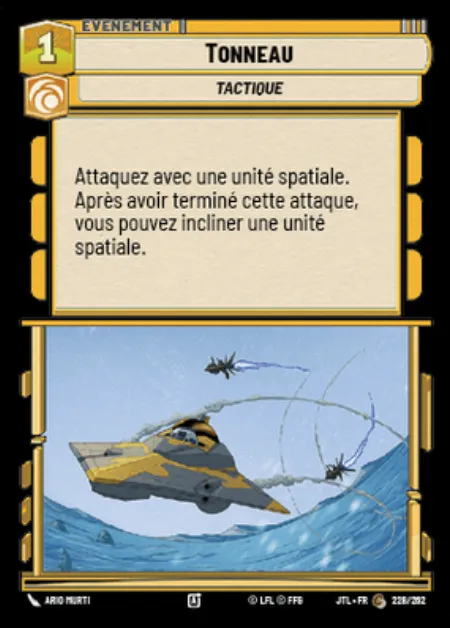 ÉVÉNEMENT
1
TONNEAU
TACTIQUE
Attaquez avec une unité spatiale.
Après avoir terminé cette attaque,
vous pouvez incliner une unité
spatiale.
ARIO MURTI
A
© LFL © FFG
JTL • FR
228/262